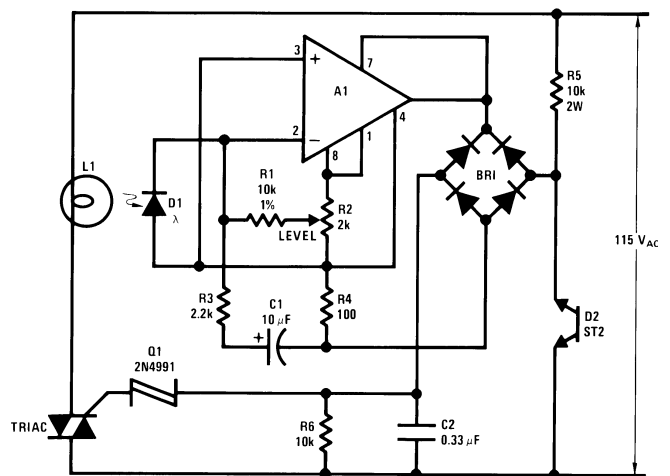 3
+
7
A1
4
2
−
8
1
R5
10k
2W
L1
D1
λ
R1
10k
1%
LEVEL
R2
2k
BRI
115 VAC
R3
2.2k
C1
10 μF
+
R4
100
D2
ST2
Q1
2N4991
TRIAC
R6
10k
C2
0.33 μF